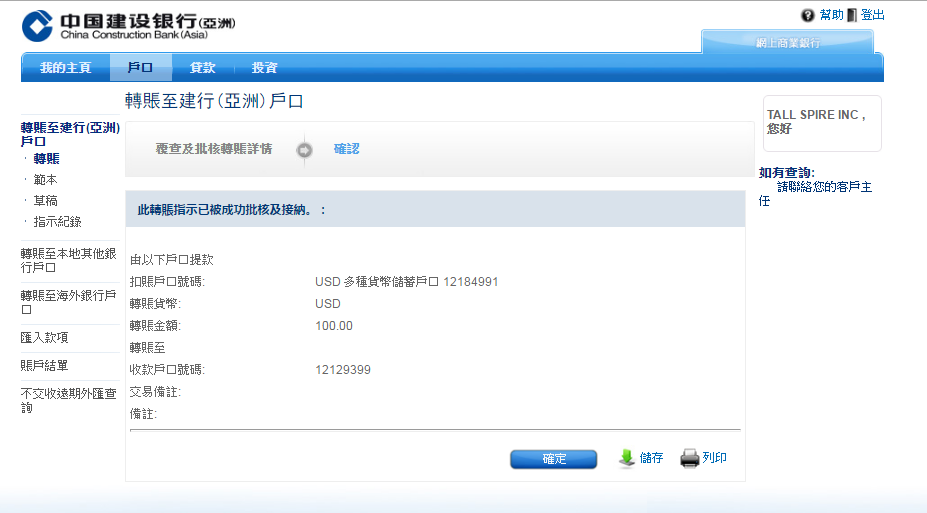 中国建设银行(亞洲)
China Construction Bank (Asia)
幫助
登出
網上商業銀行
我的主頁
戶口
貸款
投資
轉賬至建行(亞洲)戶口
轉賬至建行(亞洲)
戶口
· 轉賬
· 範本
· 草稿
· 指示紀錄
轉賬至本地其他銀
行戶口
轉賬至海外銀行戶
口
匯入款項
賬戶結單
不交收遠期外匯查
詢
覆查及批核轉賬詳情
確認
此轉賬指示已被成功批核及接納。 :
由以下戶口提款
扣賬戶口號碼: USD 多種貨幣儲蓄戶口 12184991
轉賬貨幣: USD
轉賬金額: 100.00
轉賬至
收款戶口號碼: 12129399
交易備註:
備註:
確定
儲存
列印
TALL SPIRE INC ,
您好
如有查詢:
請聯絡您的客戶主
任